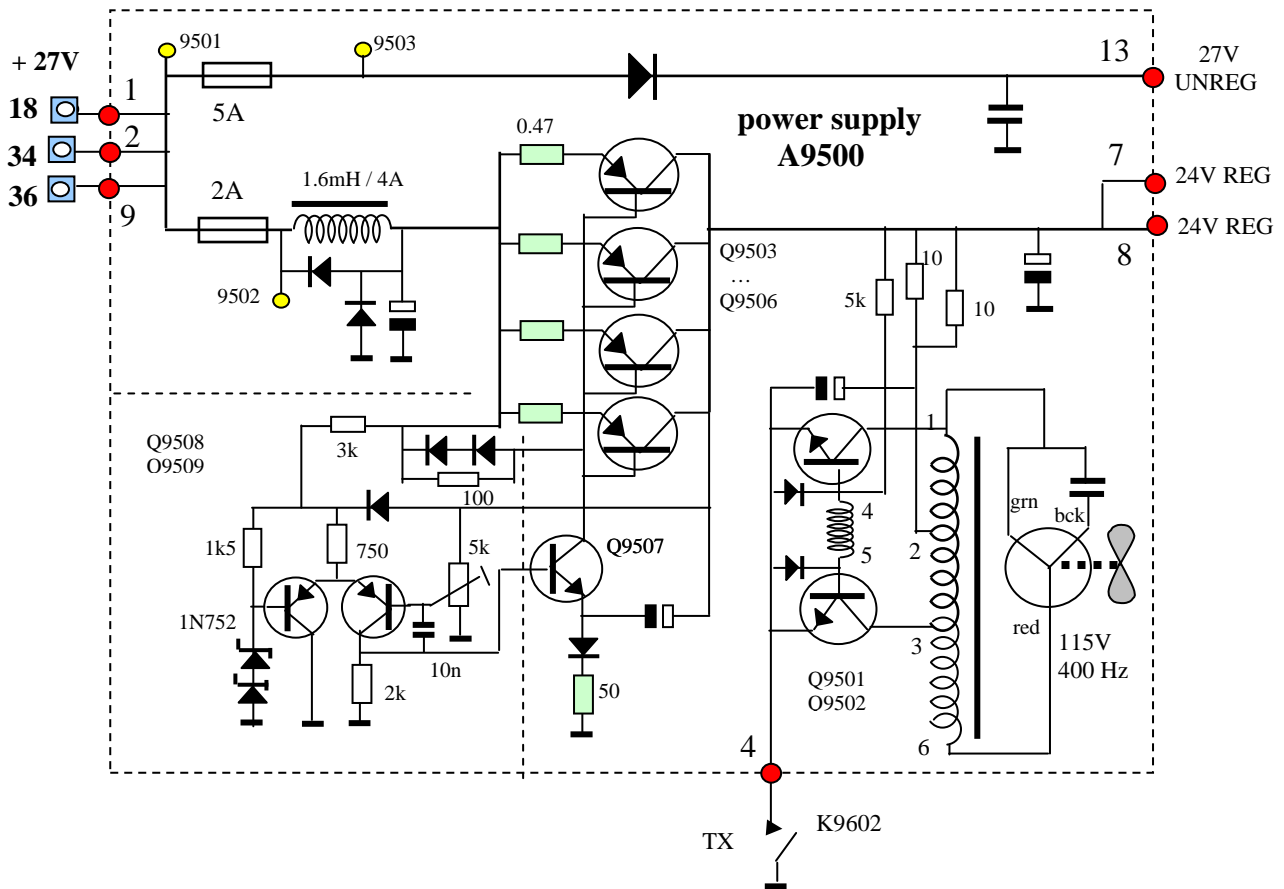 9501
9503
13
27V
UNREG
+ 27V
18
1
5A
34
2
36
9
2A
1.6mH / 4A
0.47
power supply
A9500
7
24V REG
24V REG
8
9502
Q9503
...
Q9506
5k
10
10
Q9508
O9509
3k
100
1
4
5
2
grn
bck
1k5
750
5k
Q9507
1N752
10n
2k
50
3
red
115V
400 Hz
Q9501
O9502
6
4
TX
K9602